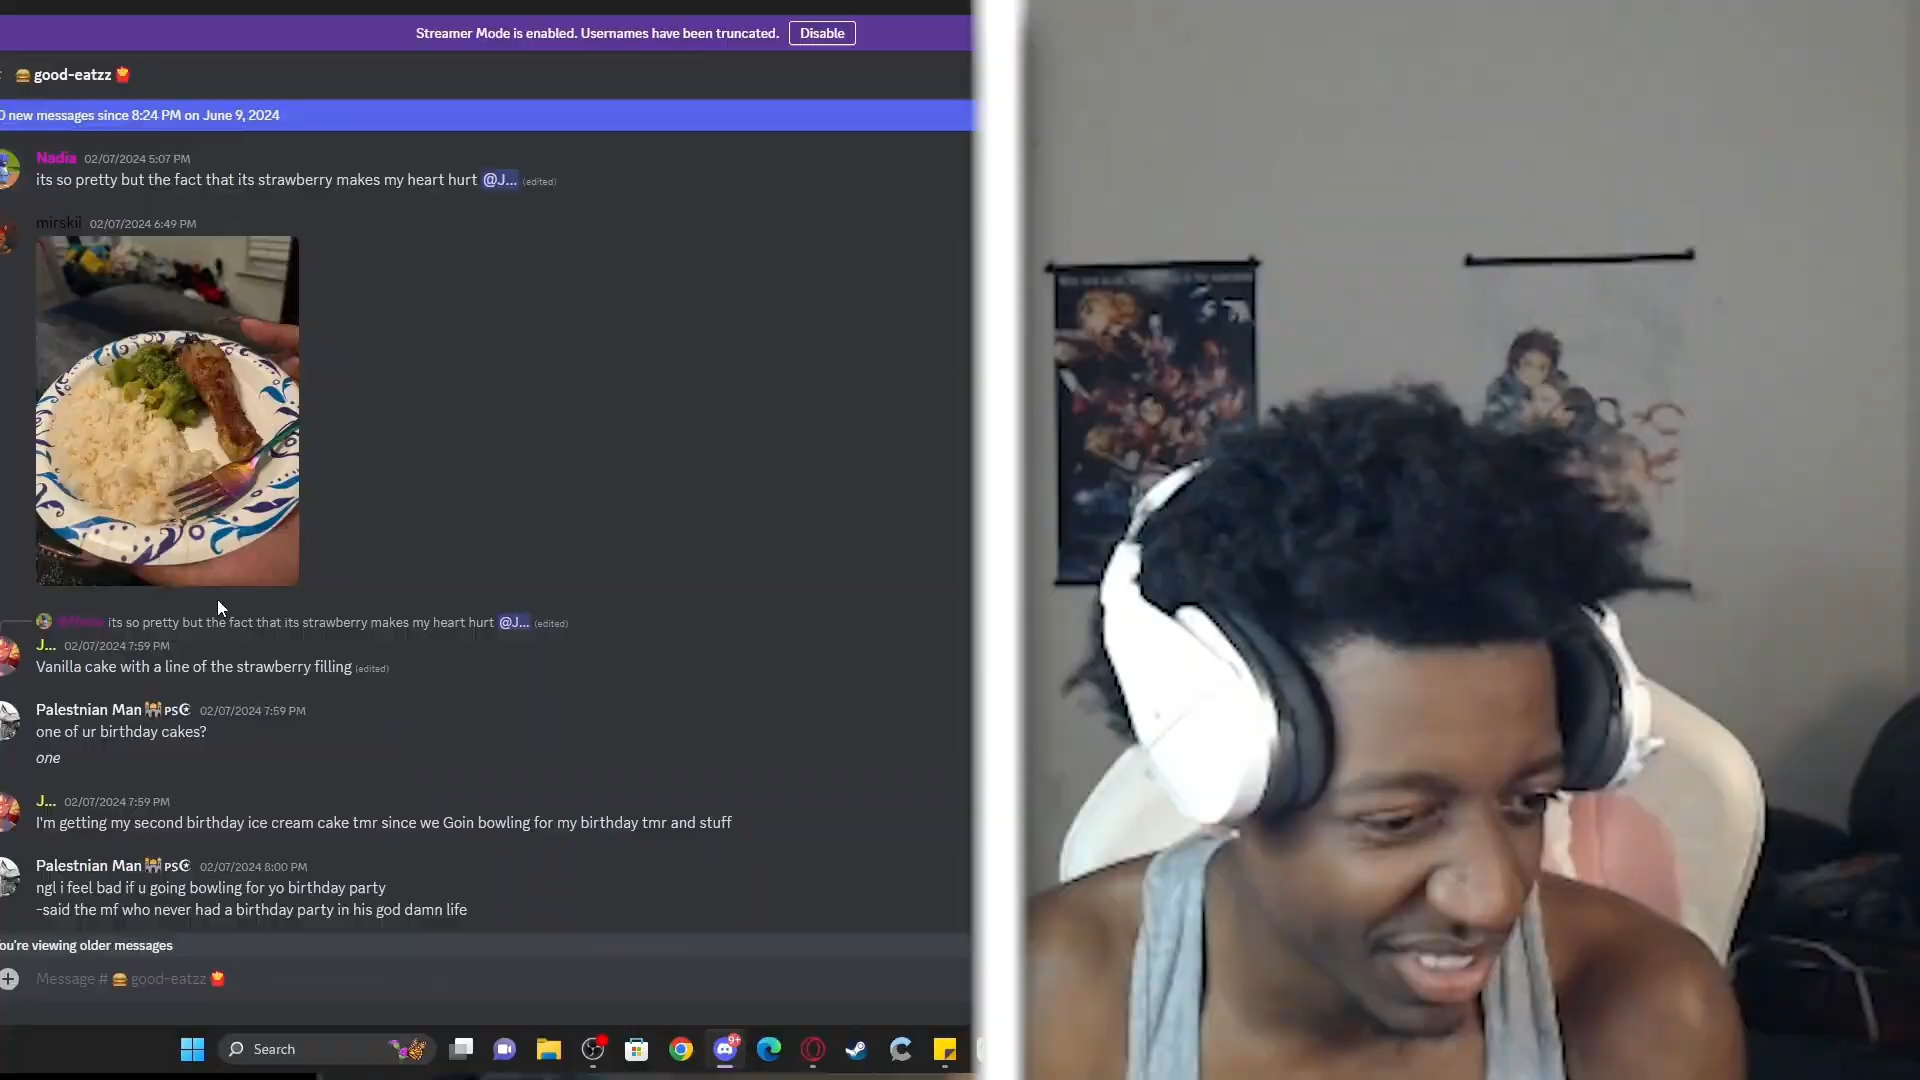 Streamer Mode is enabled. Usernames have been truncated. Disable
🍔 good-eatzz 🍟
new messages since 8:24 PM on June 9, 2024
Nadia 02/07/2024 5:07 PM
its so pretty but the fact that its strawberry makes my heart hurt @J... (edited)
mirskii 02/07/2024 6:49 PM
its so pretty but the fact that its strawberry makes my heart hurt @J... (edited)
J... 02/07/2024 7:59 PM
Vanilla cake with a line of the strawberry filling (edited)
Palestnian Man 🕌 PS☪ 02/07/2024 7:59 PM
one of ur birthday cakes?
one
J... 02/07/2024 7:59 PM
I'm getting my second birthday ice cream cake tmr since we Goin bowling for my birthday tmr and stuff
Palestnian Man 🕌 PS☪ 02/07/2024 8:00 PM
ngl i feel bad if u going bowling for yo birthday party
-said the mf who never had a birthday party in his god damn life
ou're viewing older messages
Message # 🍔 good-eatzz 🍟
Search
9+